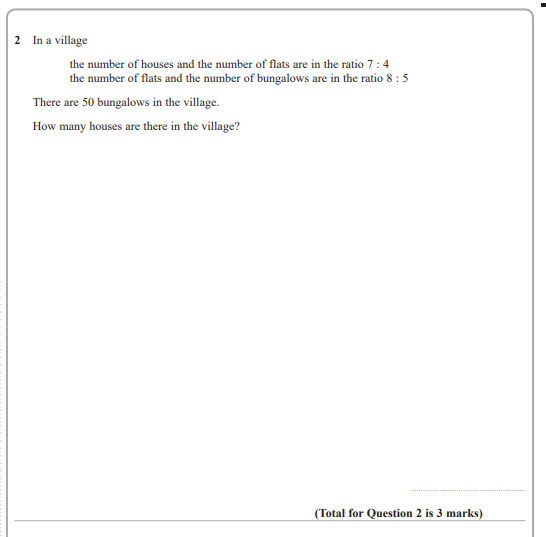 2 In a village
the number of houses and the number of flats are in the ratio 7 : 4
the number of flats and the number of bungalows are in the ratio 8 : 5
There are 50 bungalows in the village.
How many houses are there in the village?
(Total for Question 2 is 3 marks)